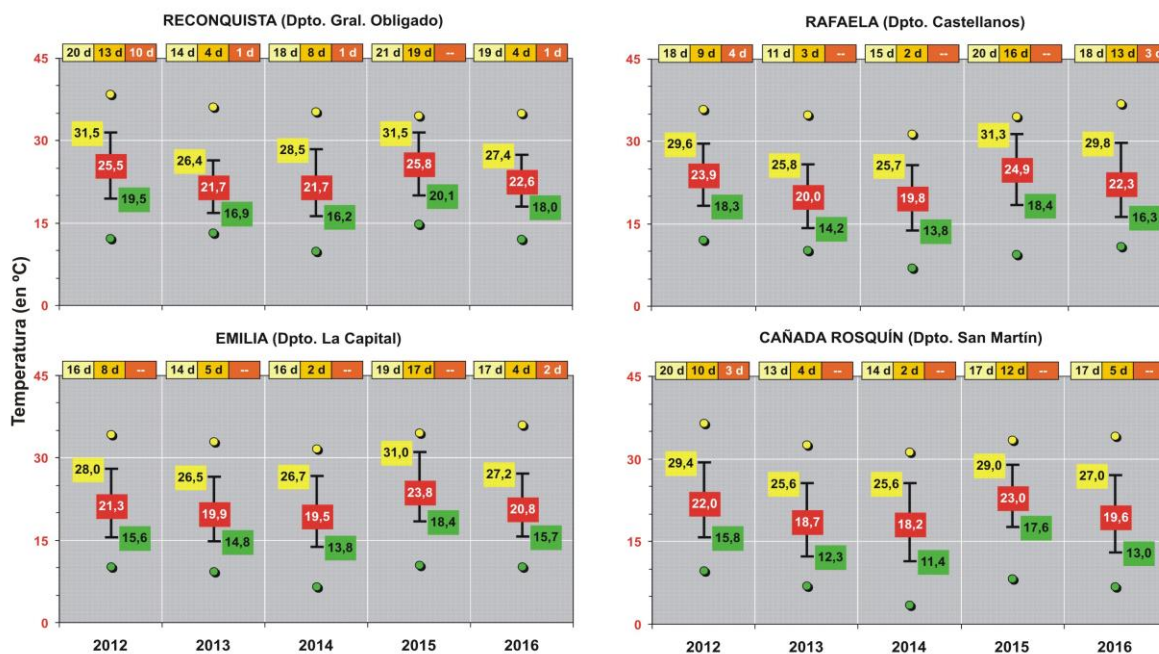 RECONQUISTA (Dpto. Gral. Obligado)
20 d 13 d 10 d 14 d 4 d 1 d 18 d 8 d 1 d 21 d 19 d -- 19 d 4 d 1 d
45
30
15
0
31,5 26,4 28,5 31,5 27,4
25,5 21,7 21,7 25,8 22,6
19,5 16,9 16,2 20,1 18,0
RAFAELA (Dpto. Castellanos)
18 d 9 d 4 d 11 d 3 d -- 15 d 2 d -- 20 d 16 d -- 18 d 13 d 3 d
45
30
15
0
29,6 25,8 25,7 31,3 29,8
23,9 20,0 19,8 24,9 22,3
18,3 14,2 13,8 18,4 16,3
Temperatura (en ºC)
EMILIA (Dpto. La Capital)
16 d 8 d -- 14 d 5 d -- 16 d 2 d -- 19 d 17 d -- 17 d 4 d 2 d
45
30
15
0
28,0 26,5 26,7 31,0 27,2
21,3 19,9 19,5 23,8 20,8
15,6 14,8 13,8 18,4 15,7
2012 2013 2014 2015 2016
CAÑADA ROSQUÍN (Dpto. San Martín)
20 d 10 d 3 d 13 d 4 d -- 14 d 2 d -- 17 d 12 d -- 17 d 5 d --
45
30
15
0
29,4 25,6 25,6 29,0 27,0
22,0 18,7 18,2 23,0 19,6
15,8 12,3 11,4 17,6 13,0
2012 2013 2014 2015 2016